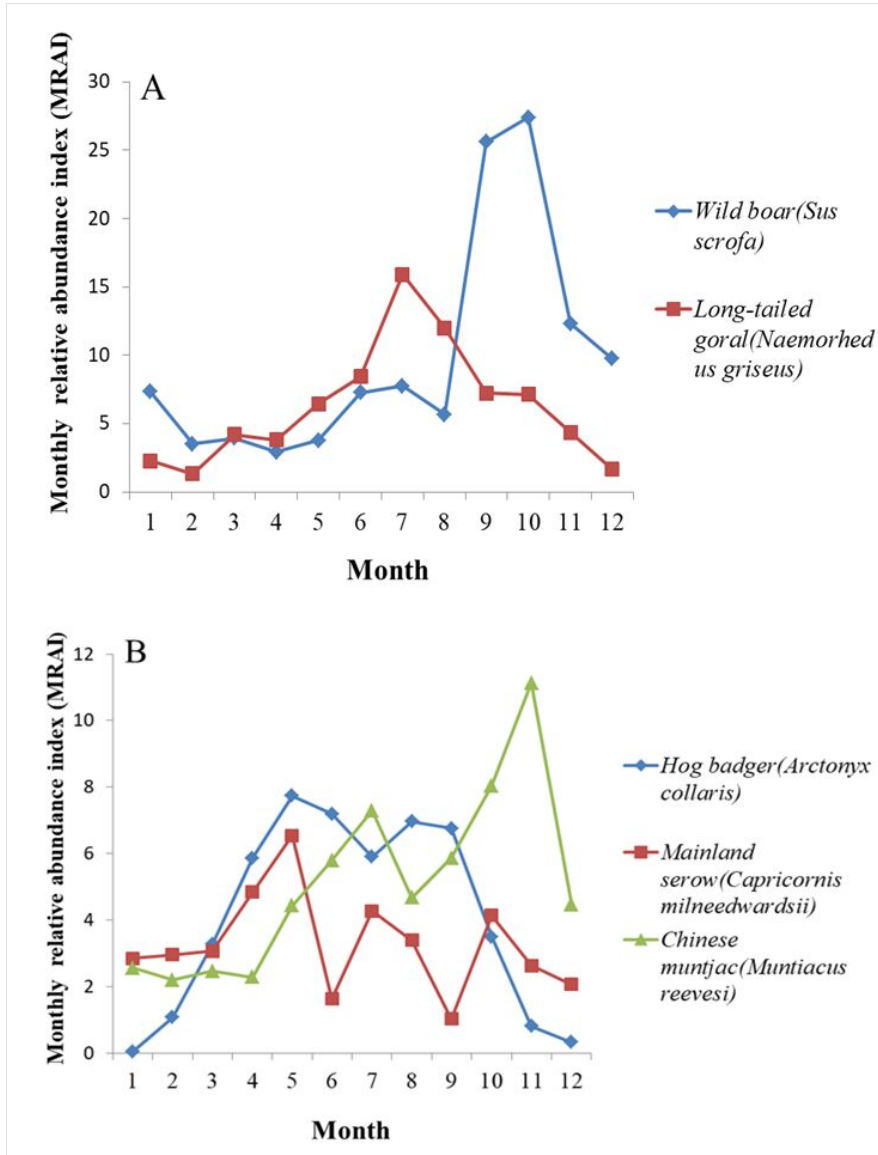 A
Monthly relative abundance index (MRAI)
30
25
20
15
10
5
0
1 2 3 4 5 6 7 8 9 10 11 12
Month
Wild boar(Sus
scrofa)
Long-tailed
goral(Naemorhed
us griseus)
B
Monthly relative abundance index (MRAI)
12
10
8
6
4
2
0
1 2 3 4 5 6 7 8 9 10 11 12
Month
Hog badger(Arctonyx
collaris)
Mainland
serow(Capricornis
milneedwardsii)
Chinese
muntjac(Muntiacus
reevesi)